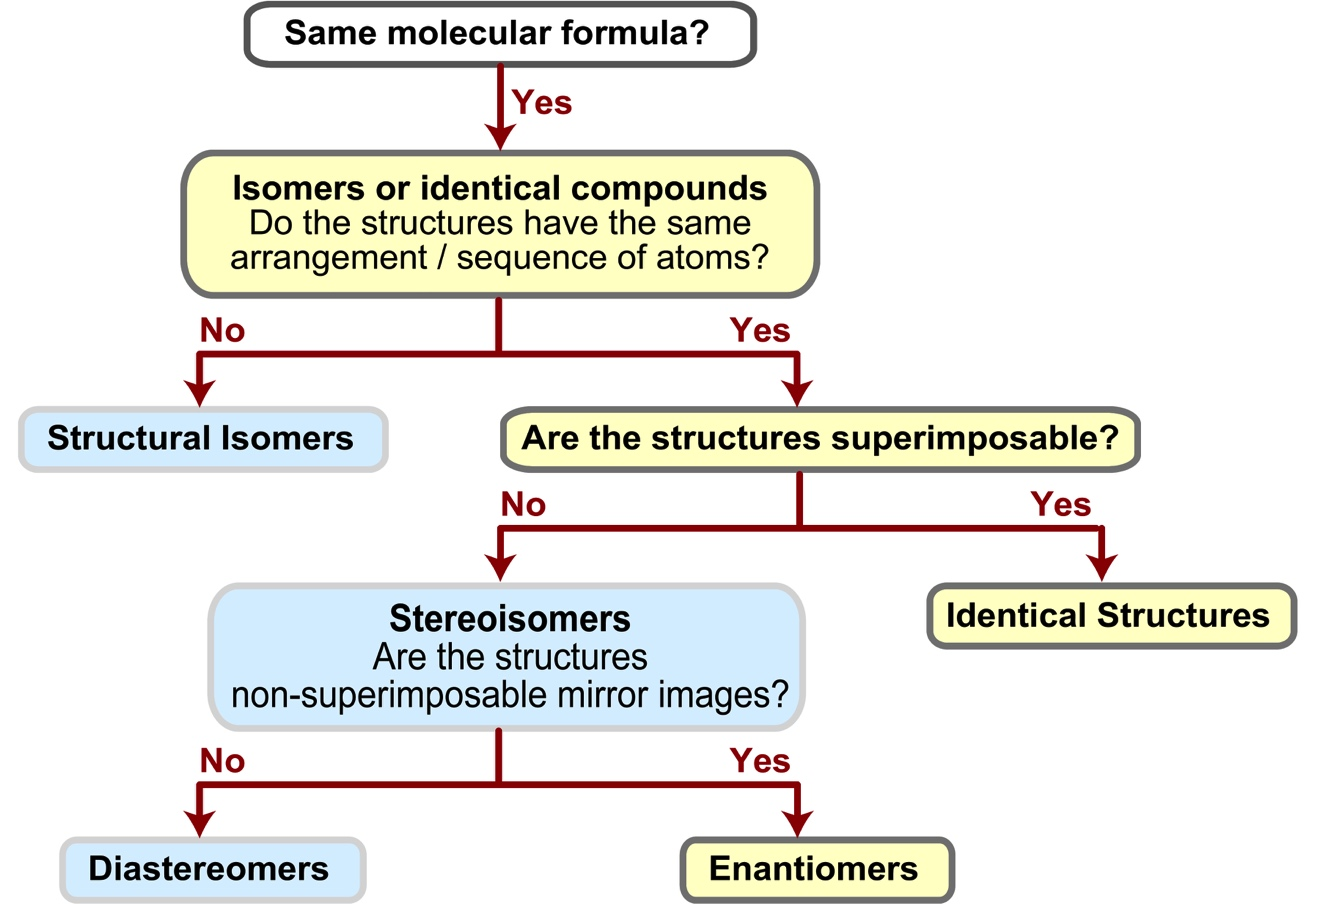 Same molecular formula?
Yes
Isomers or identical compounds
Do the structures have the same
arrangement / sequence of atoms?
No
Yes
Structural Isomers
Are the structures superimposable?
No
Yes
Stereoisomers
Are the structures
non-superimposable mirror images?
Identical Structures
No
Yes
Diastereomers
Enantiomers